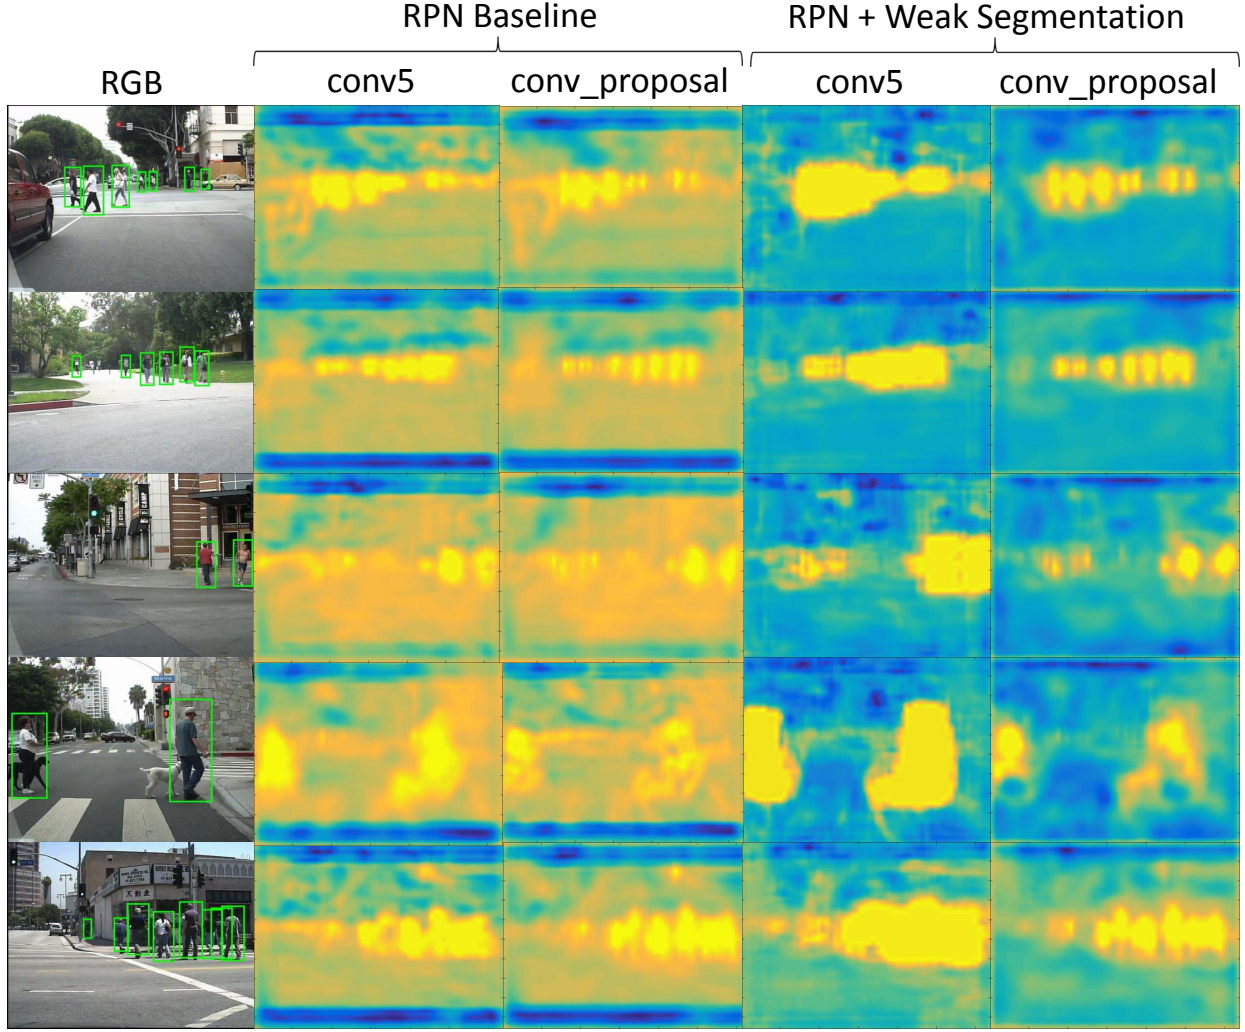 RPN Baseline
RPN + Weak Segmentation
RGB
conv5
conv_proposal
conv5
conv_proposal